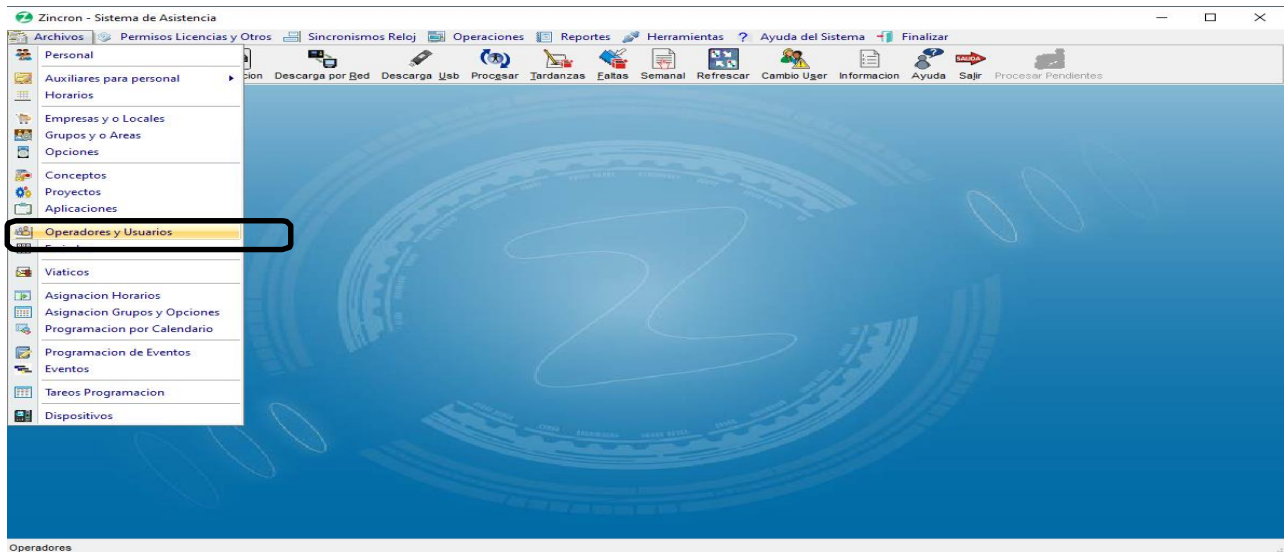 Zincron - Sistema de Asistencia
Archivos Permisos Licencias y Otros Sincronismos Reloj Operaciones Reportes Herramientas ? Ayuda del Sistema Finalizar
cion Descarga por Red Descarga Usb Procesar Tardanzas Faltas Semanal Refrescar Cambio User Informacion Ayuda Salir Procesar Pendientes
SALIDA
Personal
Auxiliares para personal
Horarios
Empresas y o Locales
Grupos y o Areas
Opciones
Conceptos
Proyectos
Aplicaciones
Operadores y Usuarios
Viaticos
Asignacion Horarios
Asignacion Grupos y Opciones
Programacion por Calendario
Programacion de Eventos
Eventos
Tareos Programacion
Dispositivos
Operadores